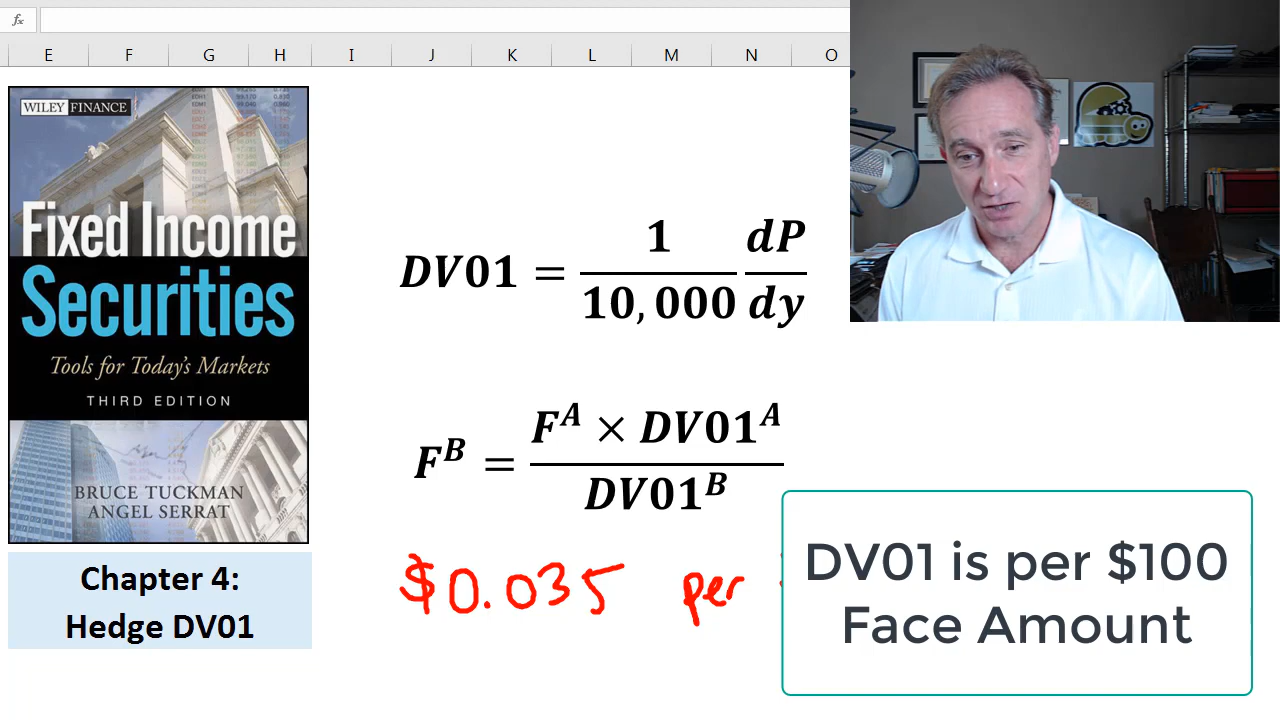 fx
E F G H I J K L M N O
WILEY FINANCE
Fixed Income
Securities
Tools for Today's Markets
THIRD EDITION
BRUCE TUCKMAN
ANGEL SERRAT
Chapter 4:
Hedge DV01
DV01 = 1/10,000 dP/dy
F^B = F^A × DV01^A / DV01^B
$0.035 per
DV01 is per $100
Face Amount